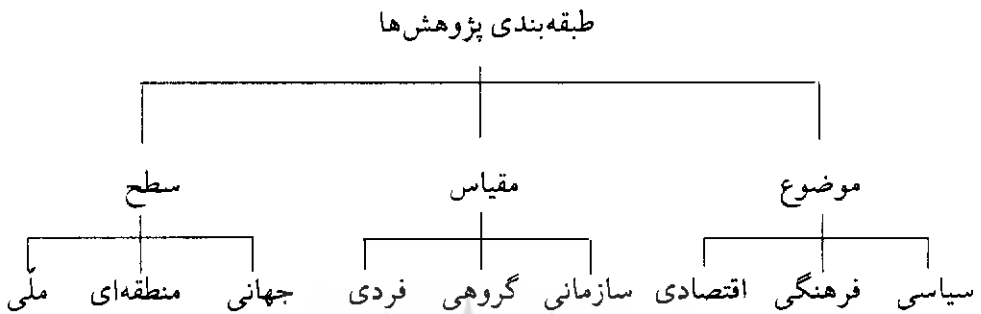 طبقه‌بندی پژوهش‌ها
موضوع مقیاس سطح
سیاسی فرهنگی اقتصادی سازمانی گروهی فردی جهانی منطقه‌ای ملّی